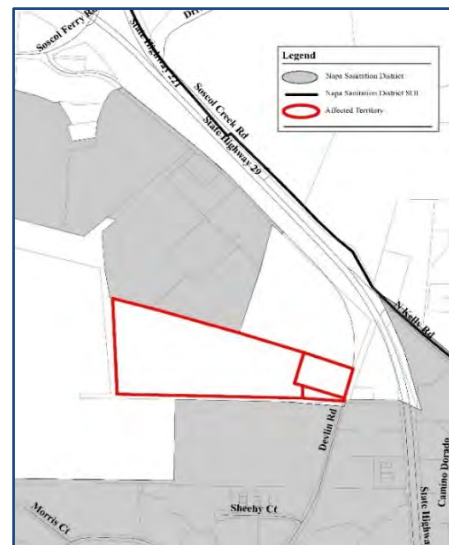 Soscol Ferry Rd
State Highway 221
Soscol Creek Rd
State Highway 29
Legend
Napa Sanitation District
Napa Sanitation District SOI
Affected Territory
N Kelly Rd
Devlin Rd
Sheehy Ct
Morris Ct
Camino Dorado
State Highway